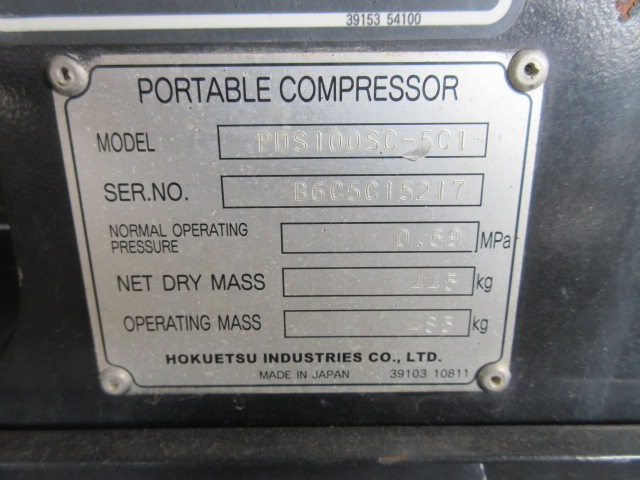 39153 54100
PORTABLE COMPRESSOR
MODEL PDS100SC-5C1
SER.NO. B6C5C15217
NORMAL OPERATING PRESSURE 0.69 MPa
NET DRY MASS kg
OPERATING MASS kg
HOKUETSU INDUSTRIES CO., LTD.
MADE IN JAPAN 39103 10811